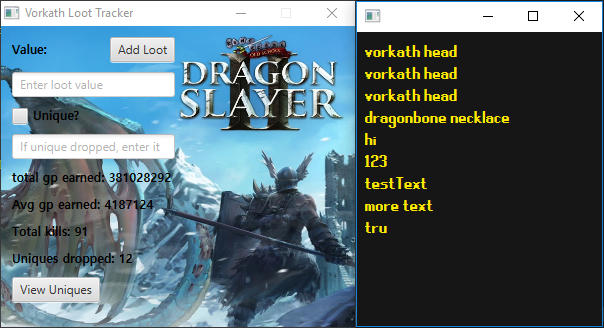 Vorkath Loot Tracker
Value:
Add Loot
Enter loot value
Unique?
If unique dropped, enter it
total gp earned: 381028292
Avg gp earned: 4187124
Total kills: 91
Uniques dropped: 12
View Uniques
OLD SCHOOL
DRAGON
SLAYER
II
vorkath head
vorkath head
vorkath head
dragonbone necklace
hi
123
testText
more text
tru